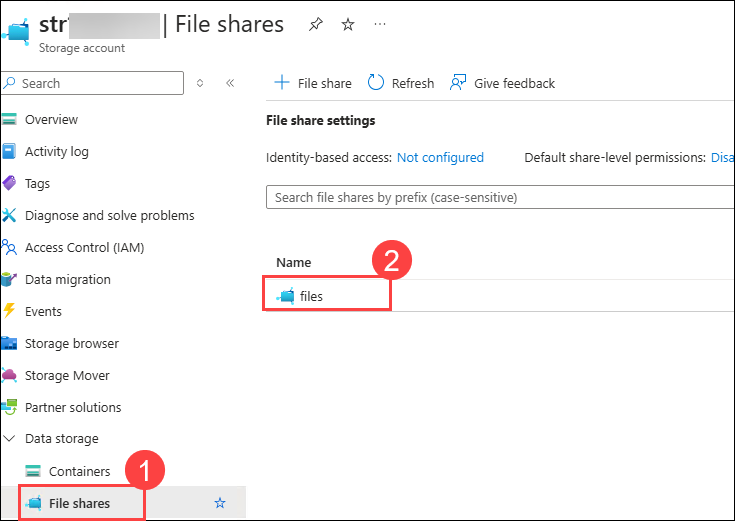 str | File shares
Storage account
Search
File share
Refresh
Give feedback
File share settings
Identity-based access: Not configured
Default share-level permissions: Disa
Search file shares by prefix (case-sensitive)
Name
2
files
Overview
Activity log
Tags
Diagnose and solve problems
Access Control (IAM)
Data migration
Events
Storage browser
Storage Mover
Partner solutions
Data storage
Containers
1
File shares